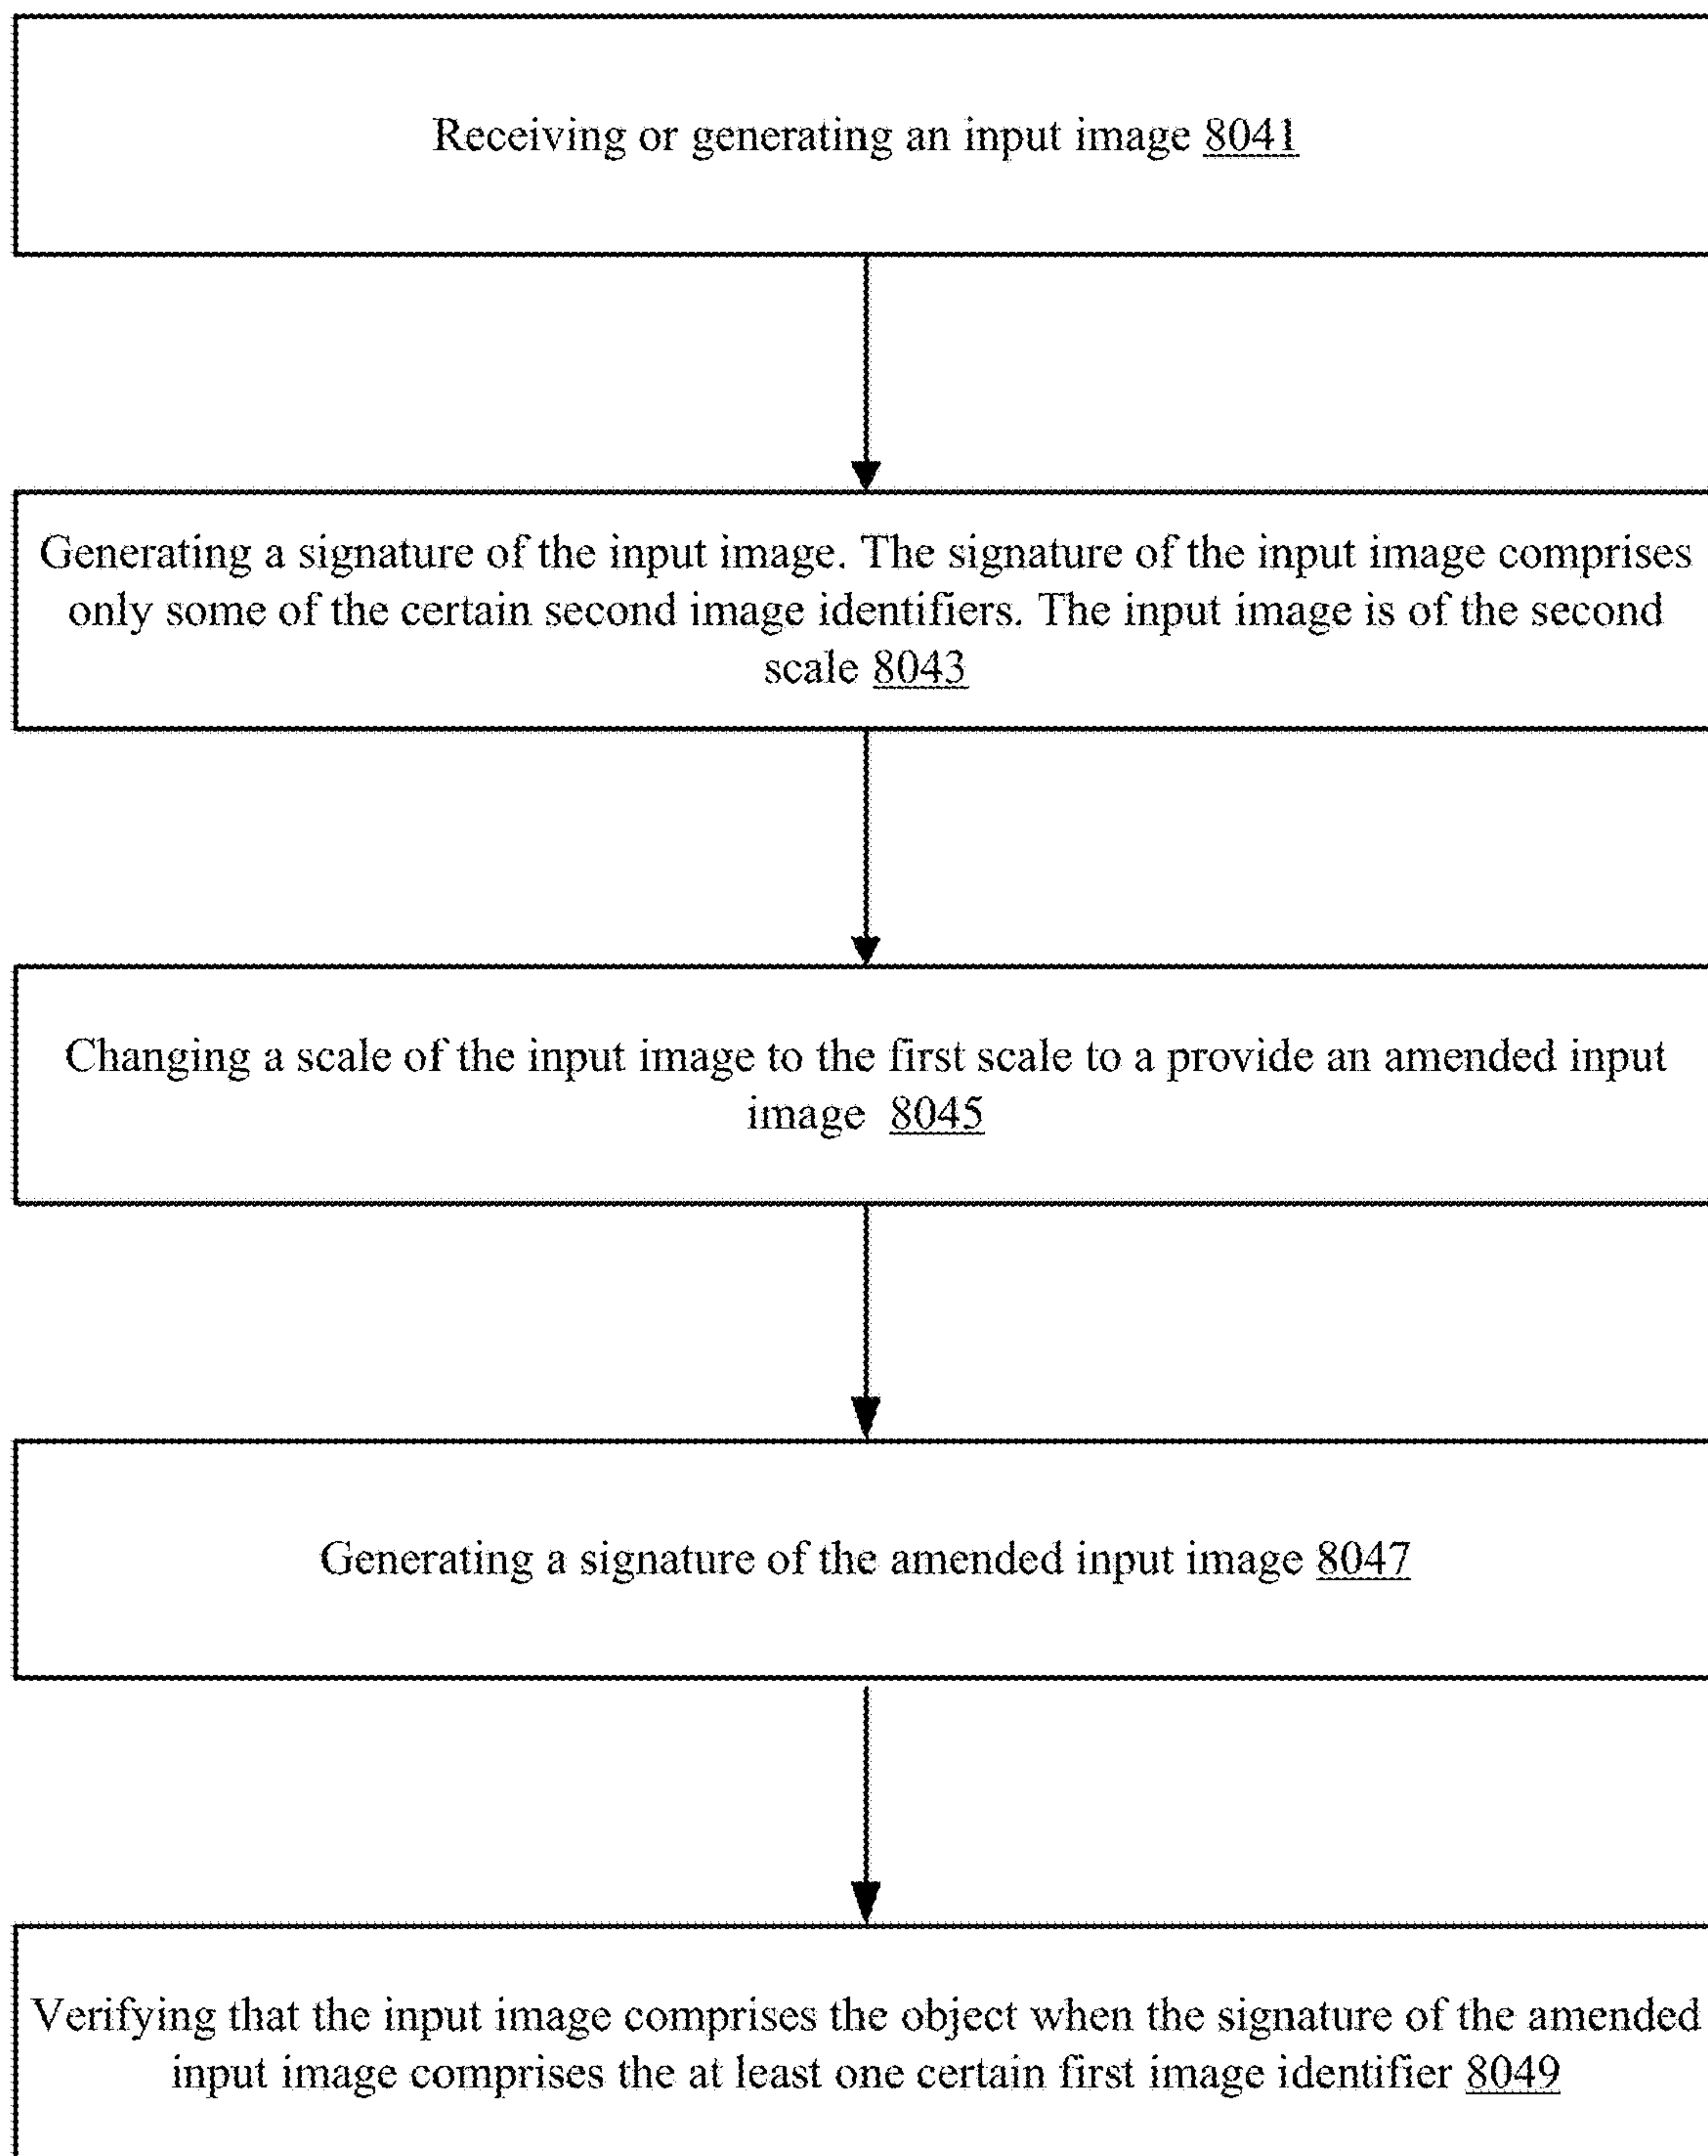 Receiving or generating an input image 8041
Generating a signature of the input image. The signature of the input image comprises
only some of the certain second image identifiers. The input image is of the second
scale 8043
Changing a scale of the input image to the first scale to a provide an amended input
image 8045
Generating a signature of the amended input image 8047
Verifying that the input image comprises the object when the signature of the amended
input image comprises the at least one certain first image identifier 8049